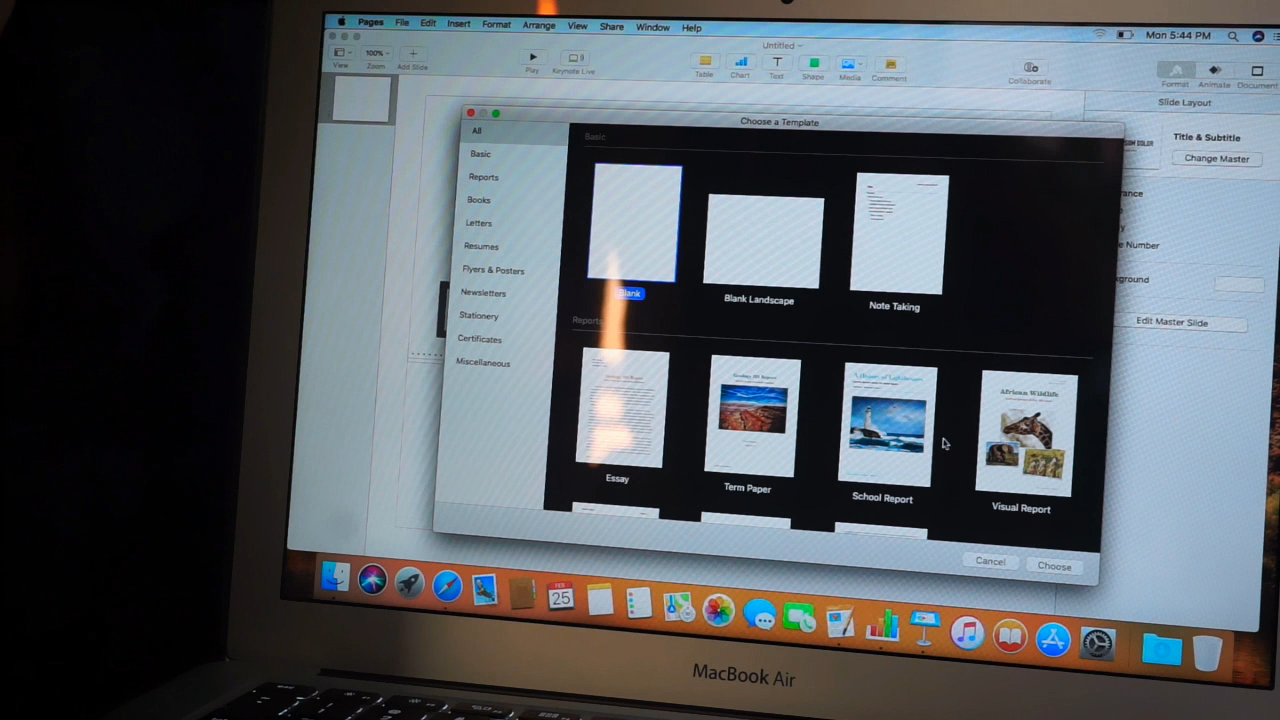 Pages File Edit Insert Format Arrange View Share Window Help
Mon 5:44 PM
Untitled
100%
View Zoom Add Slide
Play Keynote Live
Table Chart Text Shape Media Comment
Collaborate
Format Animate Document
Slide Layout
Title & Subtitle
Change Master
Edit Master Slide
Choose a Template
All
Basic
Reports
Books
Letters
Resumes
Flyers & Posters
Newsletters
Stationery
Certificates
Miscellaneous
Basic
Blank
Blank Landscape
Note Taking
Reports
African Wildlife
Essay
Term Paper
School Report
Visual Report
Cancel
Choose
FEB
25
MacBook Air